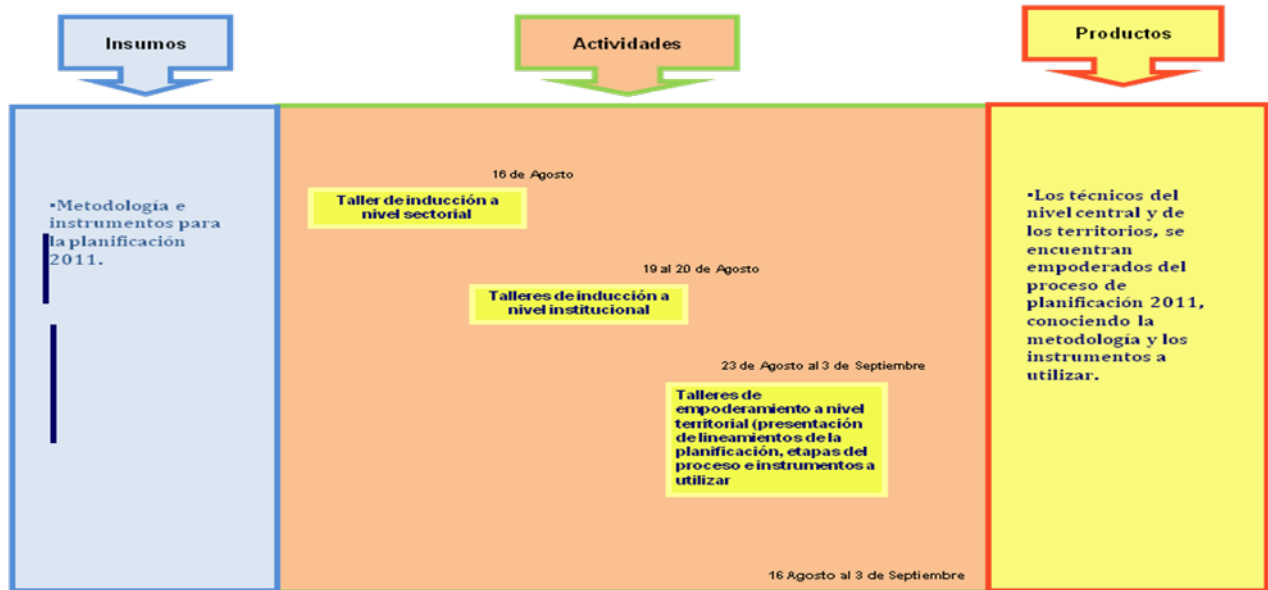 Insumos
Actividades
Productos
▪Metodología e
instrumentos para
la planificación
2011.
16 de Agosto
Taller de inducción a
nivel sectorial
19 al 20 de Agosto
Talleres de inducción a
nivel institucional
23 de Agosto al 3 de Septiembre
Talleres de
empoderamiento a nivel
territorial (presentación
de lineamientos de la
planificación, etapas del
proceso e instrumentos a
utilizar
16 Agosto al 3 de Septiembre
▪Los técnicos del
nivel central y de
los territorios, se
encuentran
empoderados del
proceso de
planificación 2011,
conociendo la
metodología y los
instrumentos a
utilizar.